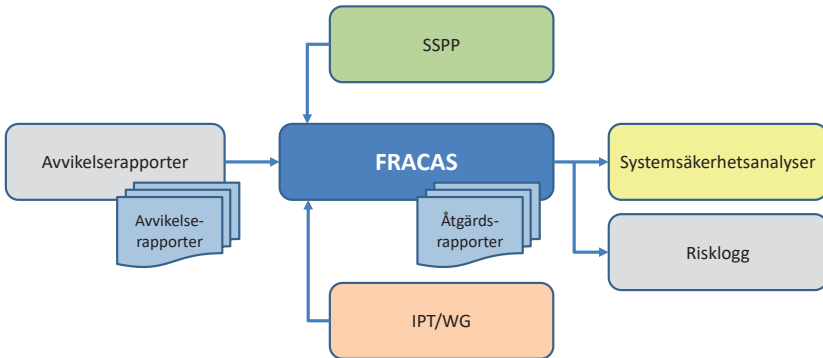 SSPP
Avvikelserapporter
FRACAS
Systemsäkerhetsanalyser
Avvikelse-
rapporter
Åtgärds-
rapporter
Risklogg
IPT/WG